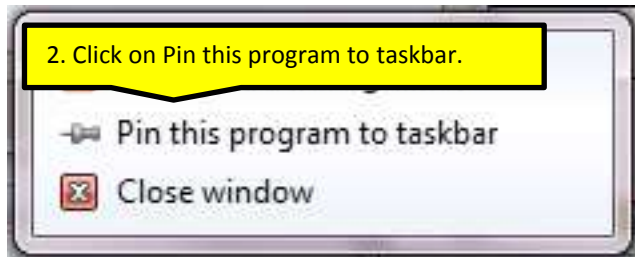 2. Click on Pin this program to taskbar.
Pin this program to taskbar
Close window